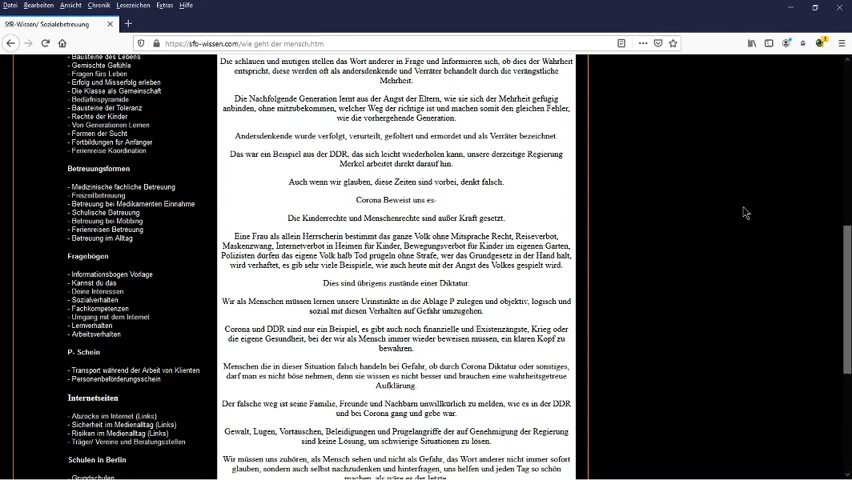 Datei Bearbeiten Ansicht Chronik Lesezeichen Extras Hilfe
SfB-Wissen/ Sozialebetreuung
https://sfb-wissen.com/wie geht der mensch.htm
- Bausteine des Lebens
- Gemischte Gefühle
- Fragen fürs Leben
- Erfolg und Misserfolg erleben
- Die Klasse als Gemeinschaft
- Bedürfnispyramide
- Bausteine der Toleranz
- Rechte der Kinder
- Von Generationen Lernen
- Formen der Sucht
- Fortbildungen für Anfänger
- Ferienreise Koordination
Betreuungsformen
- Medizinische fachliche Betreuung
- Freizeitbetreuung
- Betreuung bei Medikamenten Einnahme
- Schulische Betreuung
- Betreuung bei Mobbing
- Ferienreisen Betreuung
- Betreuung im Alltag
Fragebögen
- Informationsbogen Vorlage
- Kannst du das
- Deine Interessen
- Sozialverhalten
- Fachkompetenzen
- Umgang mit dem Internet
- Lernverhalten
- Arbeitsverhalten
P- Schein
- Transport während der Arbeit von Klienten
- Personenbeförderungsschein
Internetseiten
- Abzocke im Internet (Links)
- Sicherheit im Medienalltag (Links)
- Risiken im Medienalltag (Links)
- Träger/ Vereine und Beratungsstellen
Schulen in Berlin
- Grundschulen
Die schlauen und mutigen stellen das Wort anderer in Frage und Informieren sich, ob dies der Wahrheit
entspricht, diese werden oft als andersdenkende und Verräter behandelt durch die verängstliche
Mehrheit.
Die Nachfolgende Generation lernt aus der Angst der Eltern, wie sie sich der Mehrheit gefügig
anbinden, ohne mitzubekommen, welcher Weg der richtige ist und machen somit den gleichen Fehler,
wie die vorhergehende Generation.
Andersdenkende wurde verfolgt, verurteilt, gefoltert und ermordet und als Verräter bezeichnet.
Das war ein Beispiel aus der DDR, das sich leicht wiederholen kann, unsere derzeitige Regierung
Merkel arbeitet direkt darauf hin.
Auch wenn wir glauben, diese Zeiten sind vorbei, denkt falsch.
Corona Beweist uns es-
Die Kinderrechte und Menschenrechte sind außer Kraft gesetzt.
Eine Frau als allein Herrscherin bestimmt das ganze Volk ohne Mitsprache Recht, Reiseverbot,
Maskenzwang, Internetverbot in Heimen für Kinder, Bewegungsverbot für Kinder im eigenen Garten,
Polizisten dürfen das eigene Volk halb Tod prügeln ohne Strafe, wer das Grundgesetz in der Hand hält,
wird verhaftet, es gib sehr viele Beispiele, wie auch heute mit der Angst des Volkes gespielt wird.
Dies sind übrigens zustände einer Diktatur.
Wir als Menschen müssen lernen unsere Urinstinkte in die Ablage P zulegen und objektiv, logisch und
sozial mit diesen Verhalten auf Gefahr umzugehen.
Corona und DDR sind nur ein Beispiel, es gibt auch noch finanzielle und Existenzängste, Krieg oder
die eigene Gesundheit, bei der wir als Mensch immer wieder beweisen müssen, ein klaren Kopf zu
bewahren.
Menschen die in dieser Situation falsch handeln bei Gefahr, ob durch Corona Diktatur oder sonstiges,
darf man es nicht böse nehmen, denn sie wissen es nicht besser und brauchen eine wahrheitsgetreue
Aufklärung.
Der falsche weg ist seine Familie, Freunde und Nachbarn unwillkürlich zu melden, wie es in der DDR
und bei Corona gang und gebe war.
Gewalt, Lügen, Vortauschen, Beleidigungen und Prügelangriffe der auf Genehmigung der Regierung
sind keine Lösung, um schwierige Situationen zu lösen.
Wir müssen uns zuhören, als Mensch sehen und nicht als Gefahr, das Wort anderer nicht immer sofort
glauben, sondern auch selbst nachzudenken und hinterfragen, uns helfen und jeden Tag so schön
machen, als wäre es der letzte.